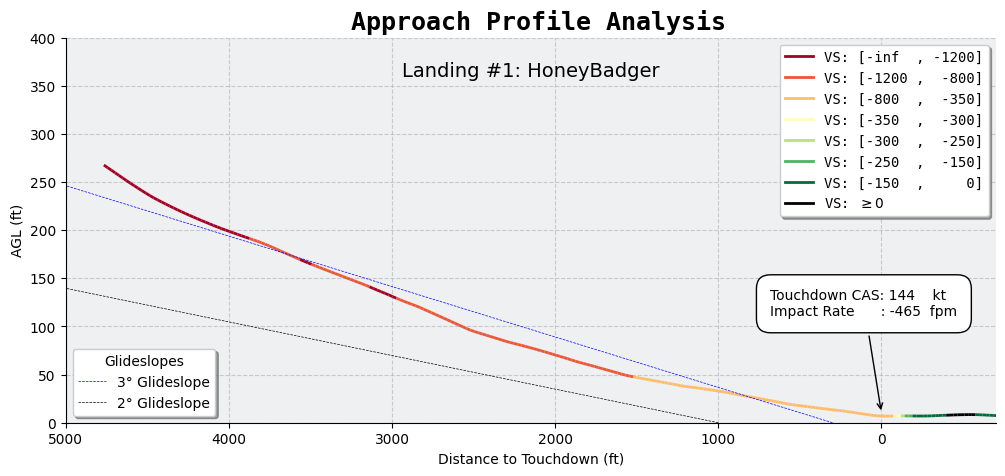 Approach Profile Analysis
Landing #1: HoneyBadger
VS: [-inf  , -1200]
VS: [-1200 ,  -800]
VS: [-800  ,  -350]
VS: [-350  ,  -300]
VS: [-300  ,  -250]
VS: [-250  ,  -150]
VS: [-150  ,     0]
VS: ≥0
400
350
300
250
200
150
100
50
0
AGL (ft)
Touchdown CAS: 144    kt
Impact Rate      : -465  fpm
Glideslopes
3° Glideslope
2° Glideslope
5000
4000
3000
2000
1000
0
Distance to Touchdown (ft)